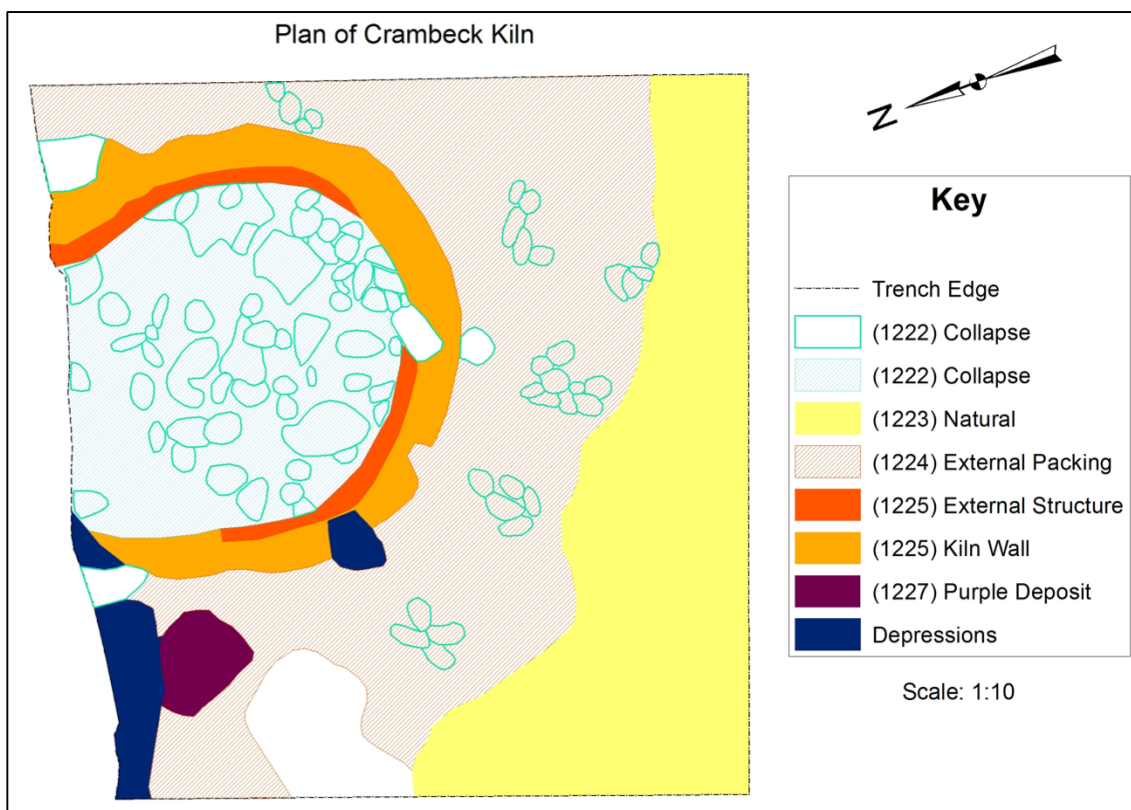 Plan of Crambeck Kiln
N
Key
Trench Edge
(1222) Collapse
(1222) Collapse
(1223) Natural
(1224) External Packing
(1225) External Structure
(1225) Kiln Wall
(1227) Purple Deposit
Depressions
Scale: 1:10